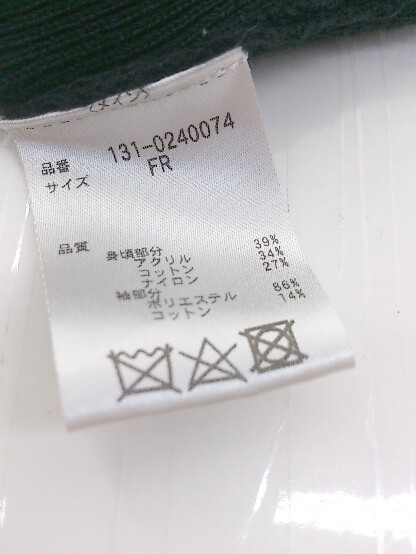 品番 131-0240074
サイズ FR
品質 身頃部分
アクリル 39%
コットン 34%
ナイロン 27%
袖部分
ポリエステル 86%
コットン 14%